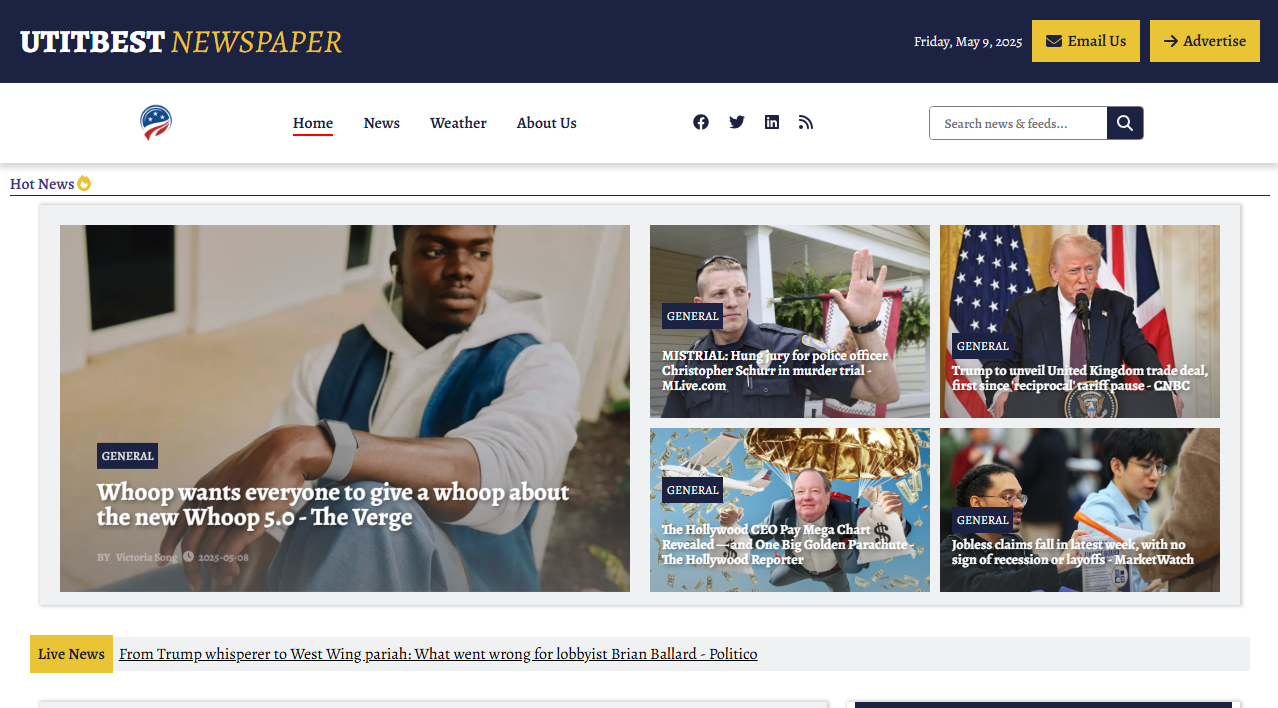 UTITBEST NEWSPAPER
Friday, May 9, 2025
Email Us
Advertise
Home
News
Weather
About Us
Search news & feeds...
Hot News
GENERAL
Whoop wants everyone to give a whoop about
the new Whoop 5.0 - The Verge
BY Victoria Song 2025-05-08
GENERAL
MISTRIAL: Hung jury for police officer
Christopher Schurr in murder trial -
MLive.com
GENERAL
Trump to unveil United Kingdom trade deal,
first since 'reciprocal' tariff pause - CNBC
GENERAL
The Hollywood CEO Pay Mega Chart
Revealed — and One Big Golden Parachute -
The Hollywood Reporter
GENERAL
Jobless claims fall in latest week, with no
sign of recession or layoffs - MarketWatch
Live News
From Trump whisperer to West Wing pariah: What went wrong for lobbyist Brian Ballard - Politico